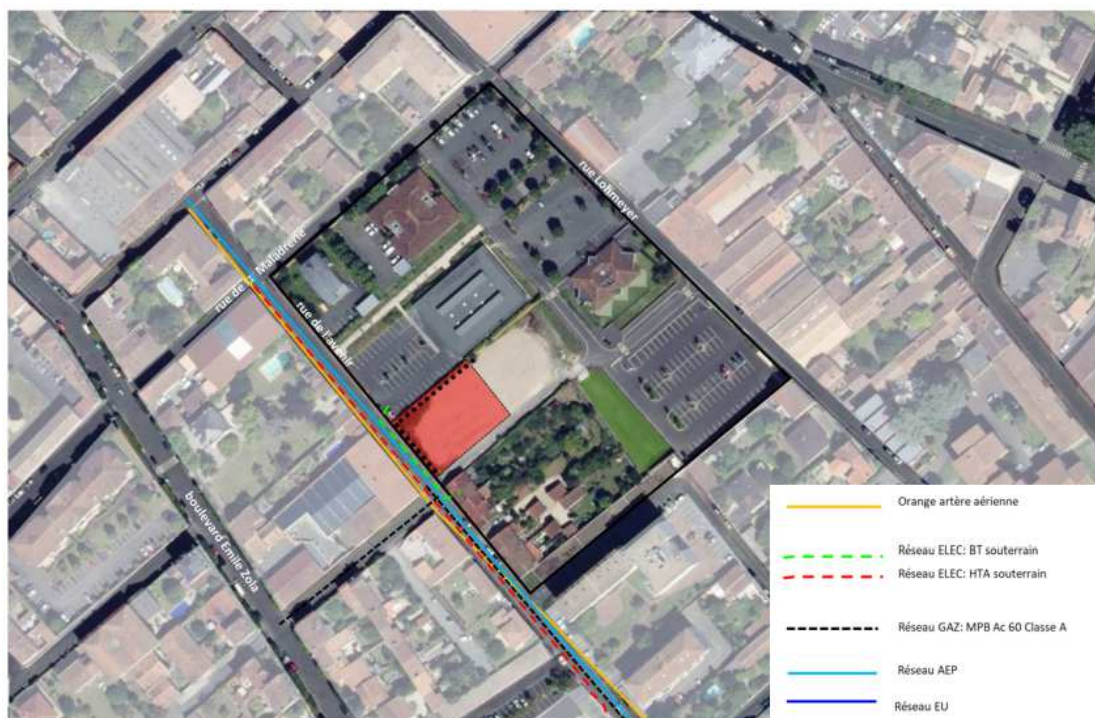 rue Lohmeyer
rue de la Maladrerie
rue de l'avenir
boulevard Emile Zola
Orange artère aérienne
Réseau ELEC: BT souterrain
Réseau ELEC: HTA souterrain
Réseau GAZ: MPB Ac 60 Classe A
Réseau AEP
Réseau EU